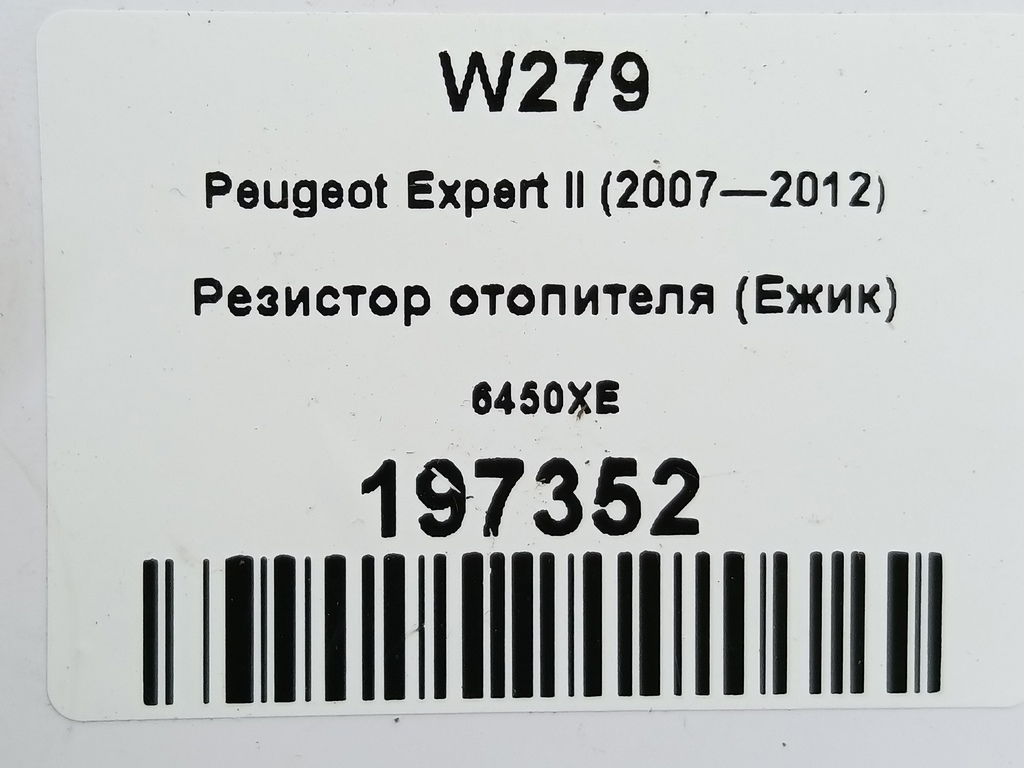 W279
Peugeot Expert II (2007—2012)
Резистор отопителя (Ежик)
6450XE
197352